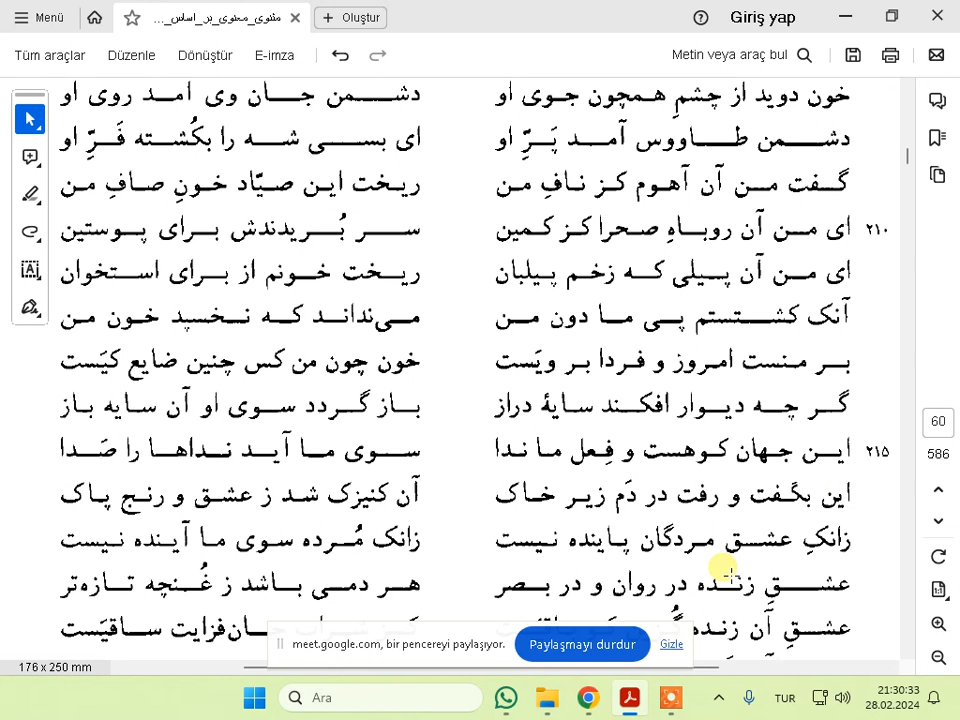 Menü
مثنوی_معنوی_بر_اساس_...
Oluştur
Giriş yap
Tüm araçlar
Düzenle
Dönüştür
E-imza
Metin veya araç bul
خون دوید از چشمِ همچون جوی او دشمن جان وی آمد روی او
دشمن طاووس آمد پَرِّ او ای بسی شه را بکُشته فَرِّ او
گفت من آن آهوم کز نافِ من ریخت این صیّاد خونِ صافِ من
۲۱۰ ای من آن روباهِ صحرا کز کمین سر بُریدندش برای پوستین
ای من آن پیلی که زخم پیلبان ریخت خونم از برای استخوان
آنک کشتستم پی ما دون من می‌نداند که نخسپد خون من
بر منست امروز و فردا بر ویَست خون چون من کس چنین ضایع کیَست
گر چه دیوار افکند سایهٔ دراز باز گردد سوی او آن سایه باز
۲۱۵ این جهان کوهست و فِعل ما ندا سوی ما آید نداها را صَدا
این بگفت و رفت در دَم زیر خاک آن کنیزک شد ز عشق و رنج پاک
زانکِ عشق مردگان پاینده نیست زانک مُرده سوی ما آینده نیست
عشقِ زنده در روان و در بصر هر دمی باشد ز غُنچه تازه‌تر
عشقِ آن زنده جان‌فزایت ساقیَست
60
586
meet.google.com, bir pencereyi paylaşıyor.
Paylaşmayı durdur
Gizle
176 x 250 mm
Ara
TUR
21:30:33
28.02.2024